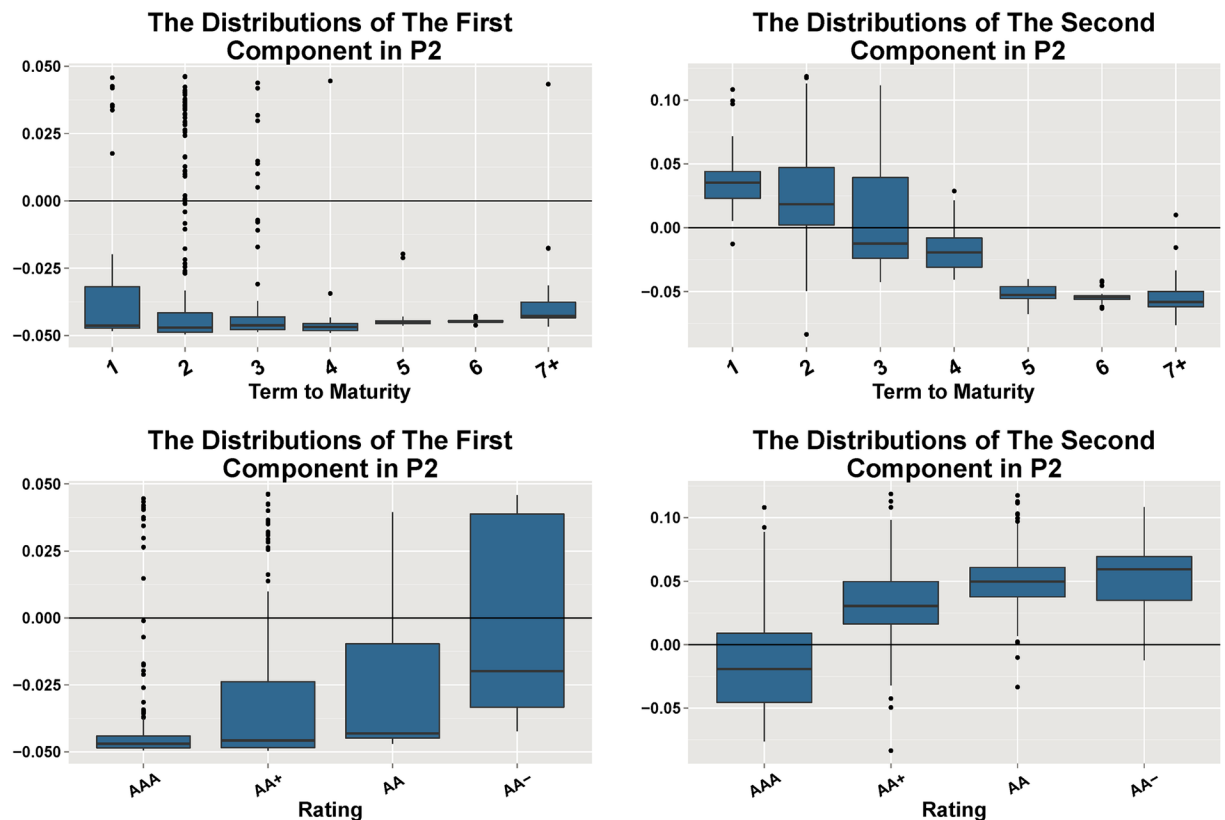 The Distributions of The First
Component in P2
0.050
0.025
0.000
−0.025
−0.050
1 2 3 4 5 6 7+
Term to Maturity
The Distributions of The Second
Component in P2
0.10
0.05
0.00
−0.05
1 2 3 4 5 6 7+
Term to Maturity
The Distributions of The First
Component in P2
0.050
0.025
0.000
−0.025
−0.050
AAA AA+ AA AA−
Rating
The Distributions of The Second
Component in P2
0.10
0.05
0.00
−0.05
AAA AA+ AA AA−
Rating